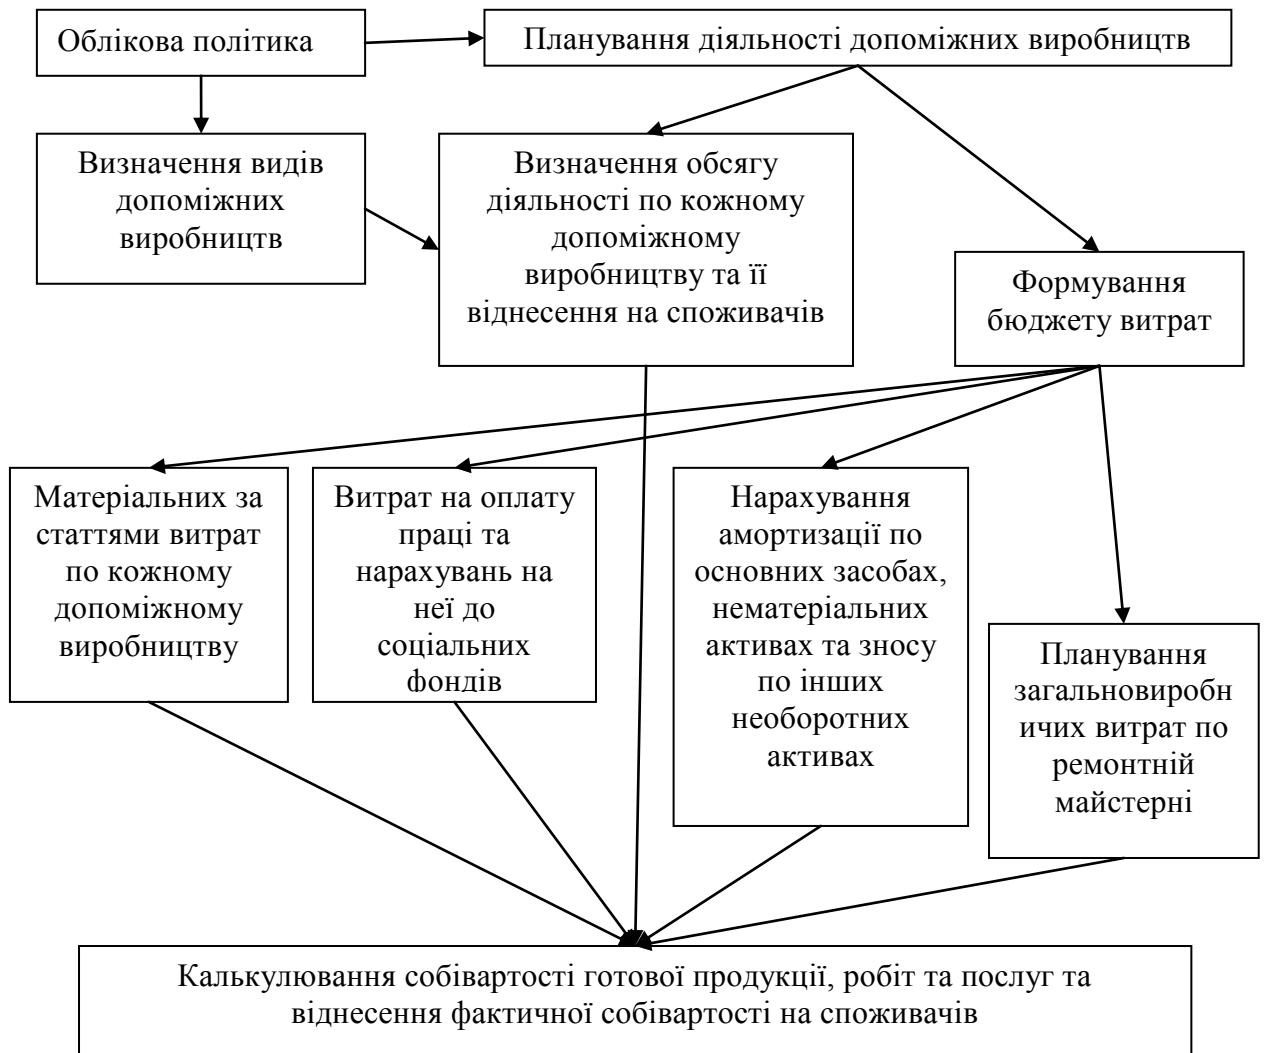 Облікова політика
Планування діяльності допоміжних виробництв
Визначення видів
допоміжних
виробництв
Визначення обсягу
діяльності по кожному
допоміжному
виробництву та її
віднесення на споживачів
Формування
бюджету витрат
Матеріальних за
статтями витрат
по кожному
допоміжному
виробництву
Витрат на оплату
праці та
нарахувань на
неї до
соціальних
фондів
Нарахування
амортизації по
основних засобах,
нематеріальних
активах та зносу
по інших
необоротних
активах
Планування
загальновиробн
ичих витрат по
ремонтній
майстерні
Калькулювання собівартості готової продукції, робіт та послуг та
віднесення фактичної собівартості на споживачів